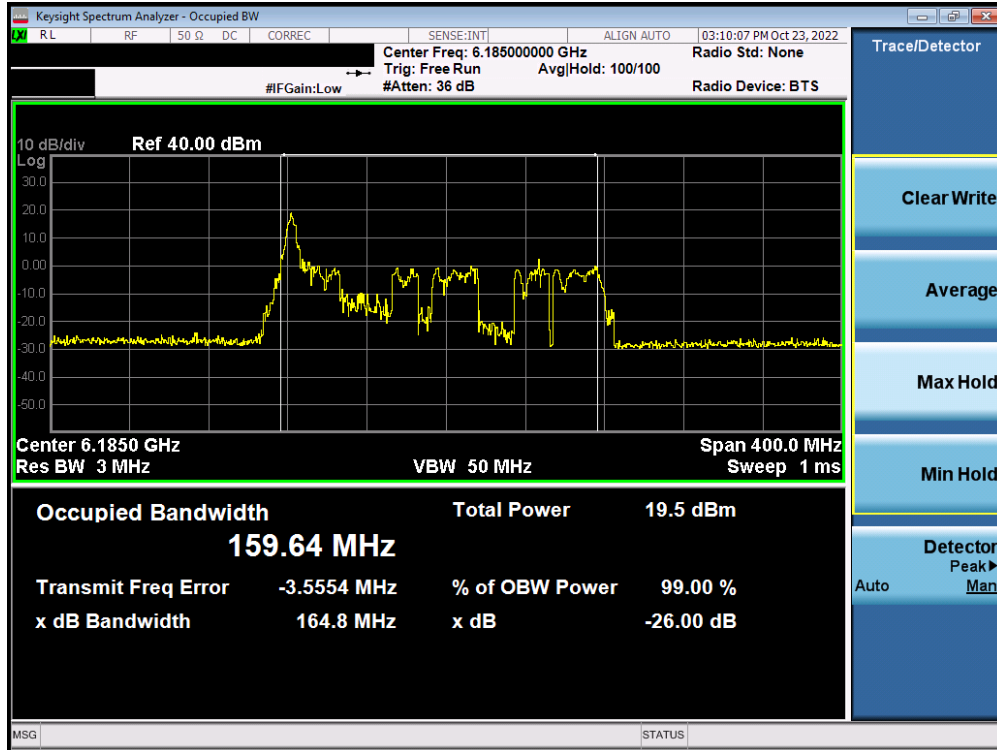 Keysight Spectrum Analyzer - Occupied BW
LXI RL RF 50 Ω DC CORREC SENSE:INT ALIGN AUTO 03:10:07 PM Oct 23, 2022
Center Freq: 6.185000000 GHz Radio Std: None
Trig: Free Run Avg|Hold: 100/100
#IFGain:Low #Atten: 36 dB Radio Device: BTS
10 dB/div Ref 40.00 dBm
Log
30.0
20.0
10.0
0.00
-10.0
-20.0
-30.0
-40.0
-50.0
Center 6.1850 GHz Span 400.0 MHz
Res BW 3 MHz VBW 50 MHz Sweep 1 ms
Occupied Bandwidth Total Power 19.5 dBm
159.64 MHz
Transmit Freq Error -3.5554 MHz % of OBW Power 99.00 %
x dB Bandwidth 164.8 MHz x dB -26.00 dB
MSG STATUS
Trace/Detector
Clear Write
Average
Max Hold
Min Hold
Detector
Peak▶
Auto Man